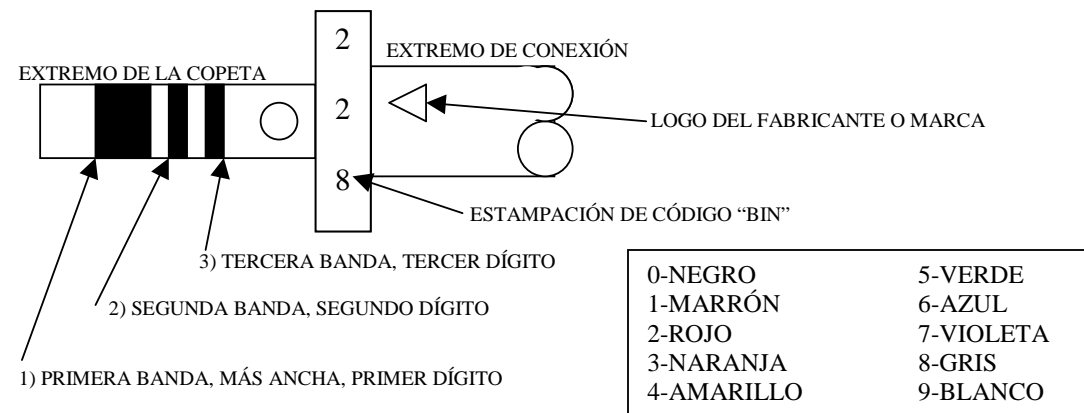 2
EXTREMO DE CONEXIÓN
EXTREMO DE LA COPETA
2
LOGO DEL FABRICANTE O MARCA
8
ESTAMPACIÓN DE CÓDIGO “BIN”
3) TERCERA BANDA, TERCER DÍGITO
2) SEGUNDA BANDA, SEGUNDO DÍGITO
1) PRIMERA BANDA, MÁS ANCHA, PRIMER DÍGITO
0-NEGRO 5-VERDE
1-MARRÓN 6-AZUL
2-ROJO 7-VIOLETA
3-NARANJA 8-GRIS
4-AMARILLO 9-BLANCO